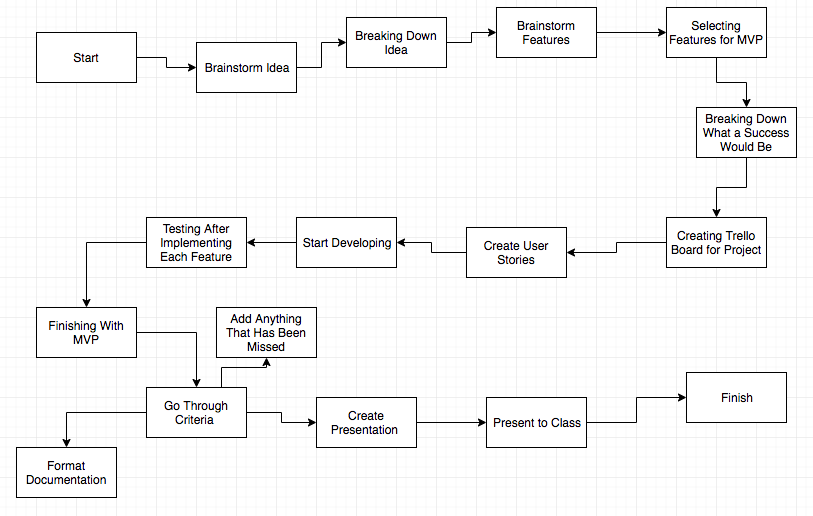 Start
Brainstorm Idea
Breaking Down
Idea
Brainstorm
Features
Selecting
Features for MVP
Breaking Down
What a Success
Would Be
Creating Trello
Board for Project
Create User
Stories
Start Developing
Testing After
Implementing
Each Feature
Finishing With
MVP
Go Through
Criteria
Add Anything
That Has Been
Missed
Format
Documentation
Create
Presentation
Present to Class
Finish